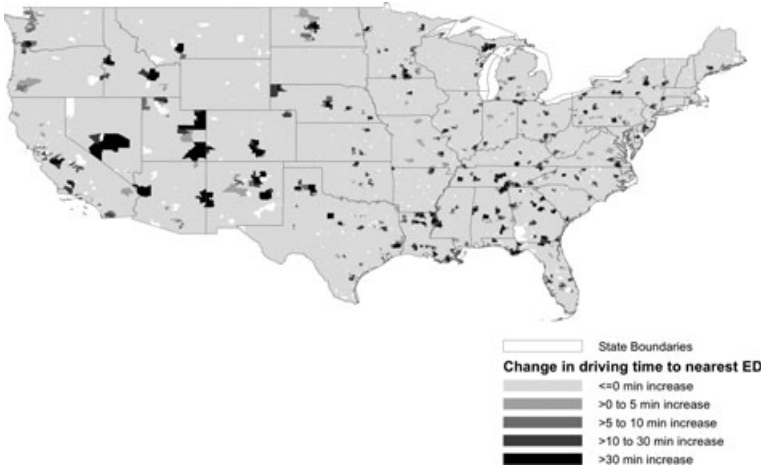 State Boundaries
Change in driving time to nearest ED
<=0 min increase
>0 to 5 min increase
>5 to 10 min increase
>10 to 30 min increase
>30 min increase